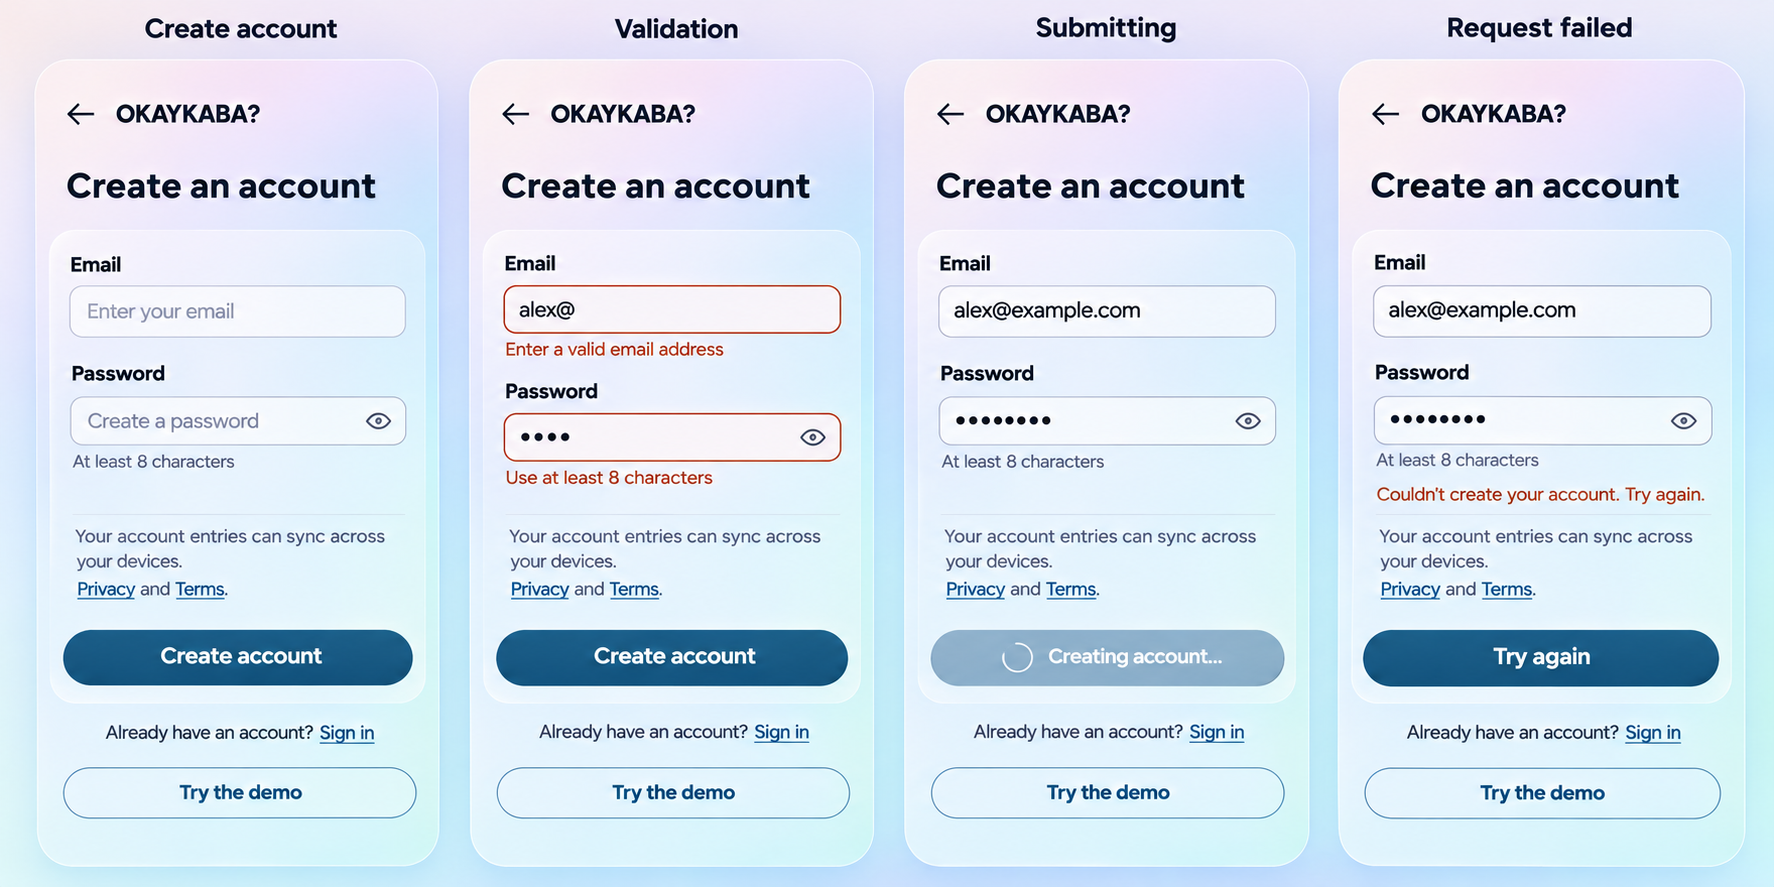 Create account
OKAYKABA?
Create an account
Email
Enter your email
Password
Create a password
At least 8 characters
Your account entries can sync across
your devices.
Privacy and Terms.
Create account
Already have an account? Sign in
Try the demo
Validation
OKAYKABA?
Create an account
Email
alex@
Enter a valid email address
Password
••••
Use at least 8 characters
Your account entries can sync across
your devices.
Privacy and Terms.
Create account
Already have an account? Sign in
Try the demo
Submitting
OKAYKABA?
Create an account
Email
alex@example.com
Password
••••••••
At least 8 characters
Your account entries can sync across
your devices.
Privacy and Terms.
Creating account...
Already have an account? Sign in
Try the demo
Request failed
OKAYKABA?
Create an account
Email
alex@example.com
Password
••••••••
At least 8 characters
Couldn't create your account. Try again.
Your account entries can sync across
your devices.
Privacy and Terms.
Try again
Already have an account? Sign in
Try the demo